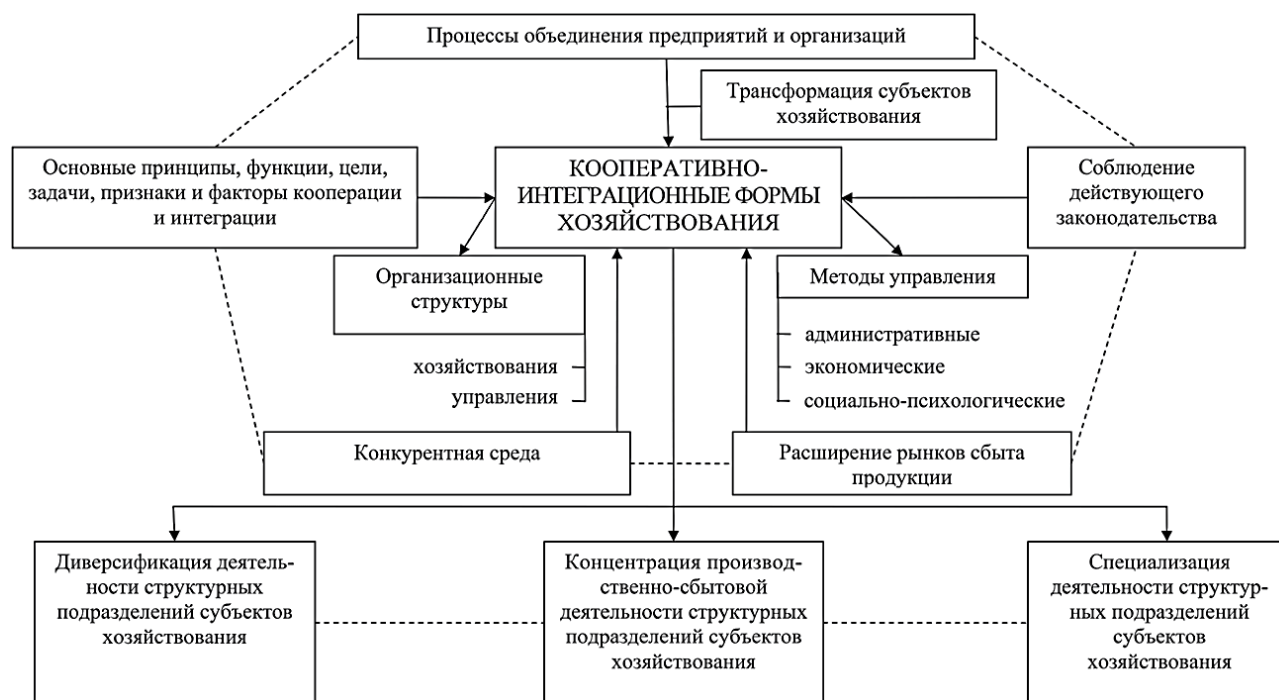 Процессы объединения предприятий и организаций
Трансформация субъектов
хозяйствования
Основные принципы, функции, цели,
задачи, признаки и факторы кооперации
и интеграции
КООПЕРАТИВНО-
ИНТЕГРАЦИОННЫЕ ФОРМЫ
ХОЗЯЙСТВОВАНИЯ
Соблюдение
действующего
законодательства
Организационные
структуры
хозяйствования
управления
Методы управления
административные
экономические
социально-психологические
Конкурентная среда
Расширение рынков сбыта
продукции
Диверсификация деятель-
ности структурных
подразделений субъектов
хозяйствования
Концентрация производ-
ственно-сбытовой
деятельности структурных
подразделений субъектов
хозяйствования
Специализация
деятельности структур-
ных подразделений
субъектов
хозяйствования